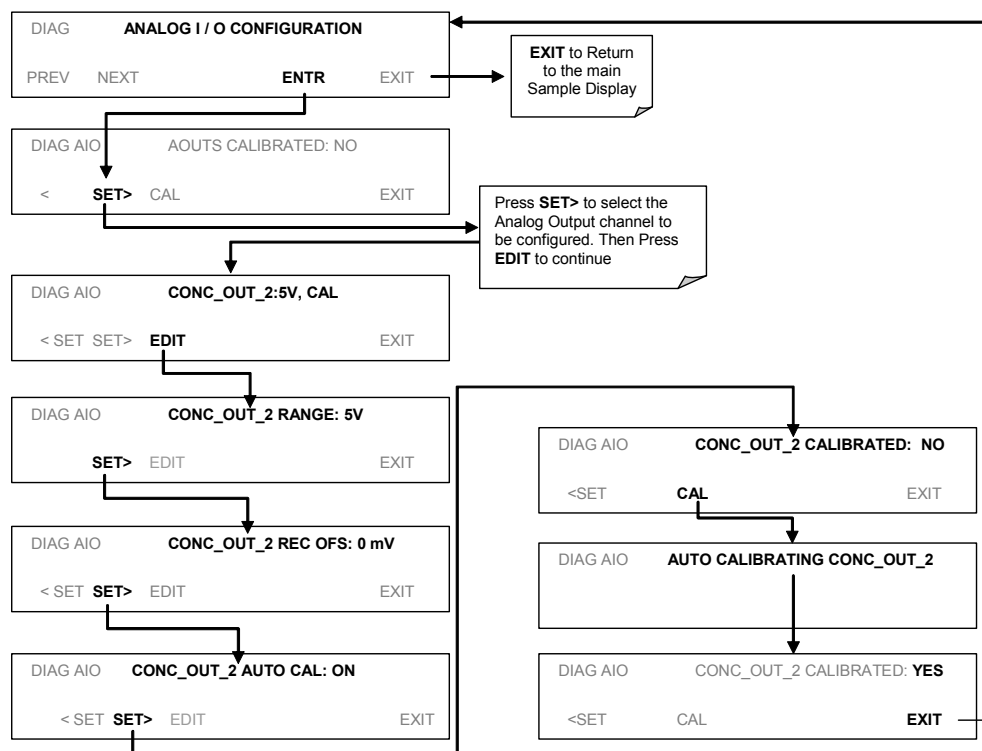 DIAG ANALOG I / O CONFIGURATION
PREV NEXT ENTR EXIT
EXIT to Return
to the main
Sample Display
DIAG AIO AOUTS CALIBRATED: NO
< SET> CAL EXIT
Press SET> to select the
Analog Output channel to
be configured. Then Press
EDIT to continue
DIAG AIO CONC_OUT_2:5V, CAL
< SET SET> EDIT EXIT
DIAG AIO CONC_OUT_2 RANGE: 5V
SET> EDIT EXIT
DIAG AIO CONC_OUT_2 REC OFS: 0 mV
< SET SET> EDIT EXIT
DIAG AIO CONC_OUT_2 AUTO CAL: ON
< SET SET> EDIT EXIT
DIAG AIO CONC_OUT_2 CALIBRATED: NO
<SET CAL EXIT
DIAG AIO AUTO CALIBRATING CONC_OUT_2
DIAG AIO CONC_OUT_2 CALIBRATED: YES
<SET CAL EXIT